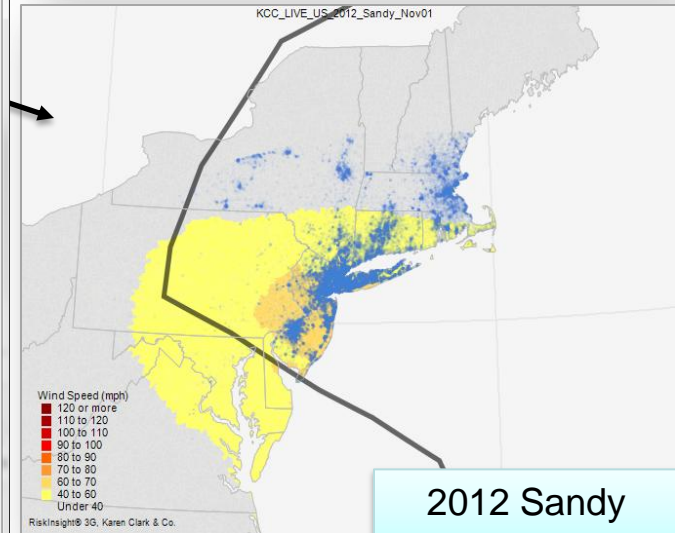 KCC_LIVE_US_2012_Sandy_Nov01
Wind Speed (mph)
120 or more
110 to 120
100 to 110
90 to 100
80 to 90
70 to 80
60 to 70
40 to 60
Under 40
RiskInsight® 3G, Karen Clark & Co.
2012 Sandy